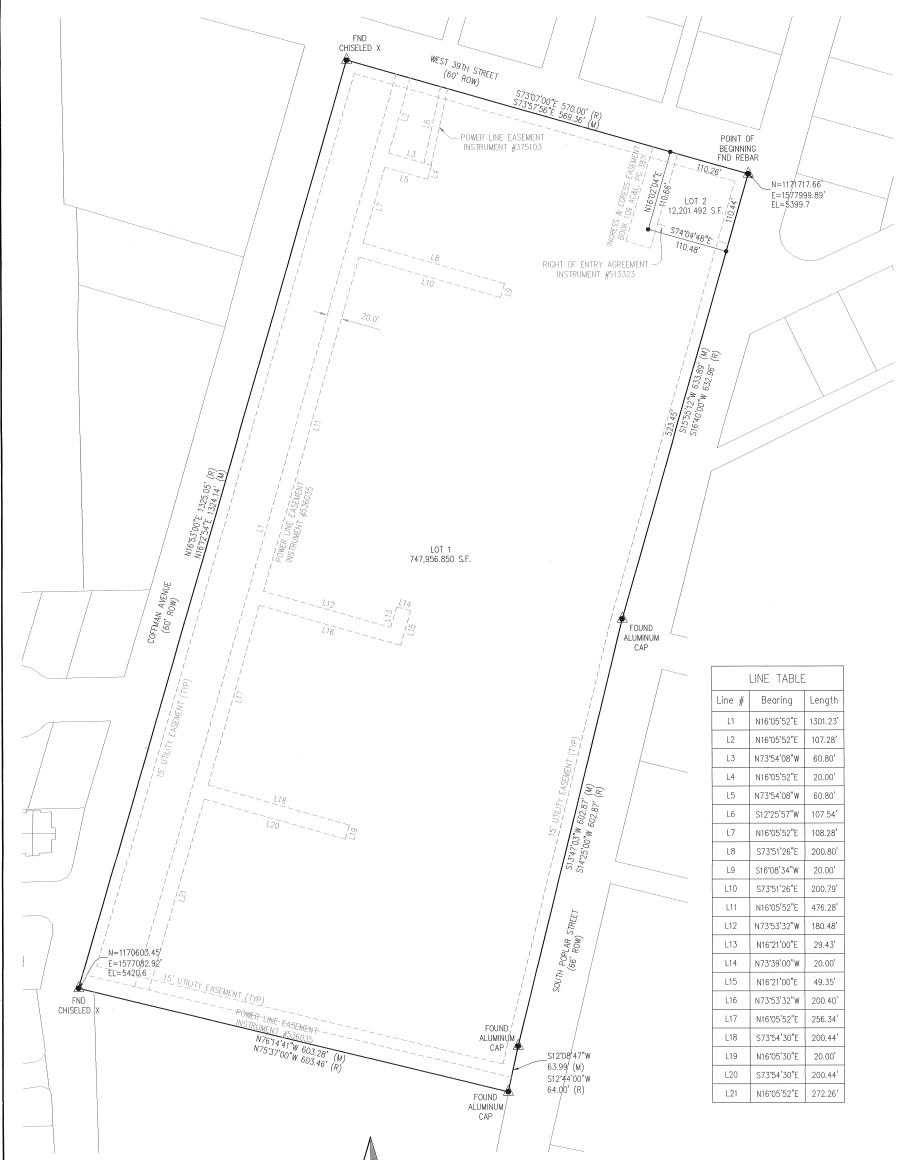 FND
CHISELED X
WEST 39TH STREET
(60' ROW)
S73°07'00"E 570.00' (R)
S73°57'56"E 569.36' (M)
POINT OF
BEGINNING
FND REBAR
N=1171717.66'
E=1577999.89'
EL=5399.7
L2
L6
L3
L4
L5
POWER LINE EASEMENT
INSTRUMENT #375103
INGRESS & EGRESS EASEMENT
N16°02'04"E
110.66'
110.26'
110.44'
LOT 2
12,201.492 S.F.
S74°04'48"E
110.48'
RIGHT OF ENTRY AGREEMENT
INSTRUMENT #513323
L7
L8
L9
L10
20.0'
L11
S15°55'12"W 633.89' (M)
S16°40'00"W 632.96' (R)
523.45'
N16°53'00"E 1325.05' (R)
N16°12'54"E 1324.14' (M)
L1
POWER LINE EASEMENT
INSTRUMENT #536035
LOT 1
747,956.850 S.F.
COFFMAN AVENUE
(60' ROW)
L12
L13
L14
L15
L16
FOUND
ALUMINUM
CAP
15' UTILITY EASEMENT (TYP)
L17
L18
L19
L20
L21
15' UTILITY EASEMENT (TYP)
S13°47'03"W 602.87' (M)
S14°25'00"W 602.87' (R)
SOUTH POPLAR STREET
(66' ROW)
N=1170603.45'
E=1577082.92'
EL=5420.6
FND
CHISELED X
15' UTILITY EASEMENT (TYP)
POWER LINE EASEMENT
INSTRUMENT #536035
N76°14'41"W 603.28' (M)
N75°37'00"W 603.46' (R)
FOUND
ALUMINUM
CAP
S12°08'47"W
63.99' (M)
S12°44'00"W
64.00' (R)
FOUND
ALUMINUM
CAP
LINE TABLE
Line # Bearing Length
L1 N16°05'52"E 1301.23'
L2 N16°05'52"E 107.28'
L3 N73°54'08"W 60.80'
L4 N16°05'52"E 20.00'
L5 N73°54'08"W 60.80'
L6 S12°25'57"W 107.54'
L7 N16°05'52"E 108.28'
L8 S73°51'26"E 200.80'
L9 S16°08'34"W 20.00'
L10 S73°51'26"E 200.79'
L11 N16°05'52"E 476.28'
L12 N73°53'32"W 180.48'
L13 N16°21'00"E 29.43'
L14 N73°39'00"W 20.00'
L15 N16°21'00"E 49.35'
L16 N73°53'32"W 200.40'
L17 N16°05'52"E 256.34'
L18 S73°54'30"E 200.44'
L19 N16°05'30"E 20.00'
L20 S73°54'30"E 200.44'
L21 N16°05'52"E 272.26'